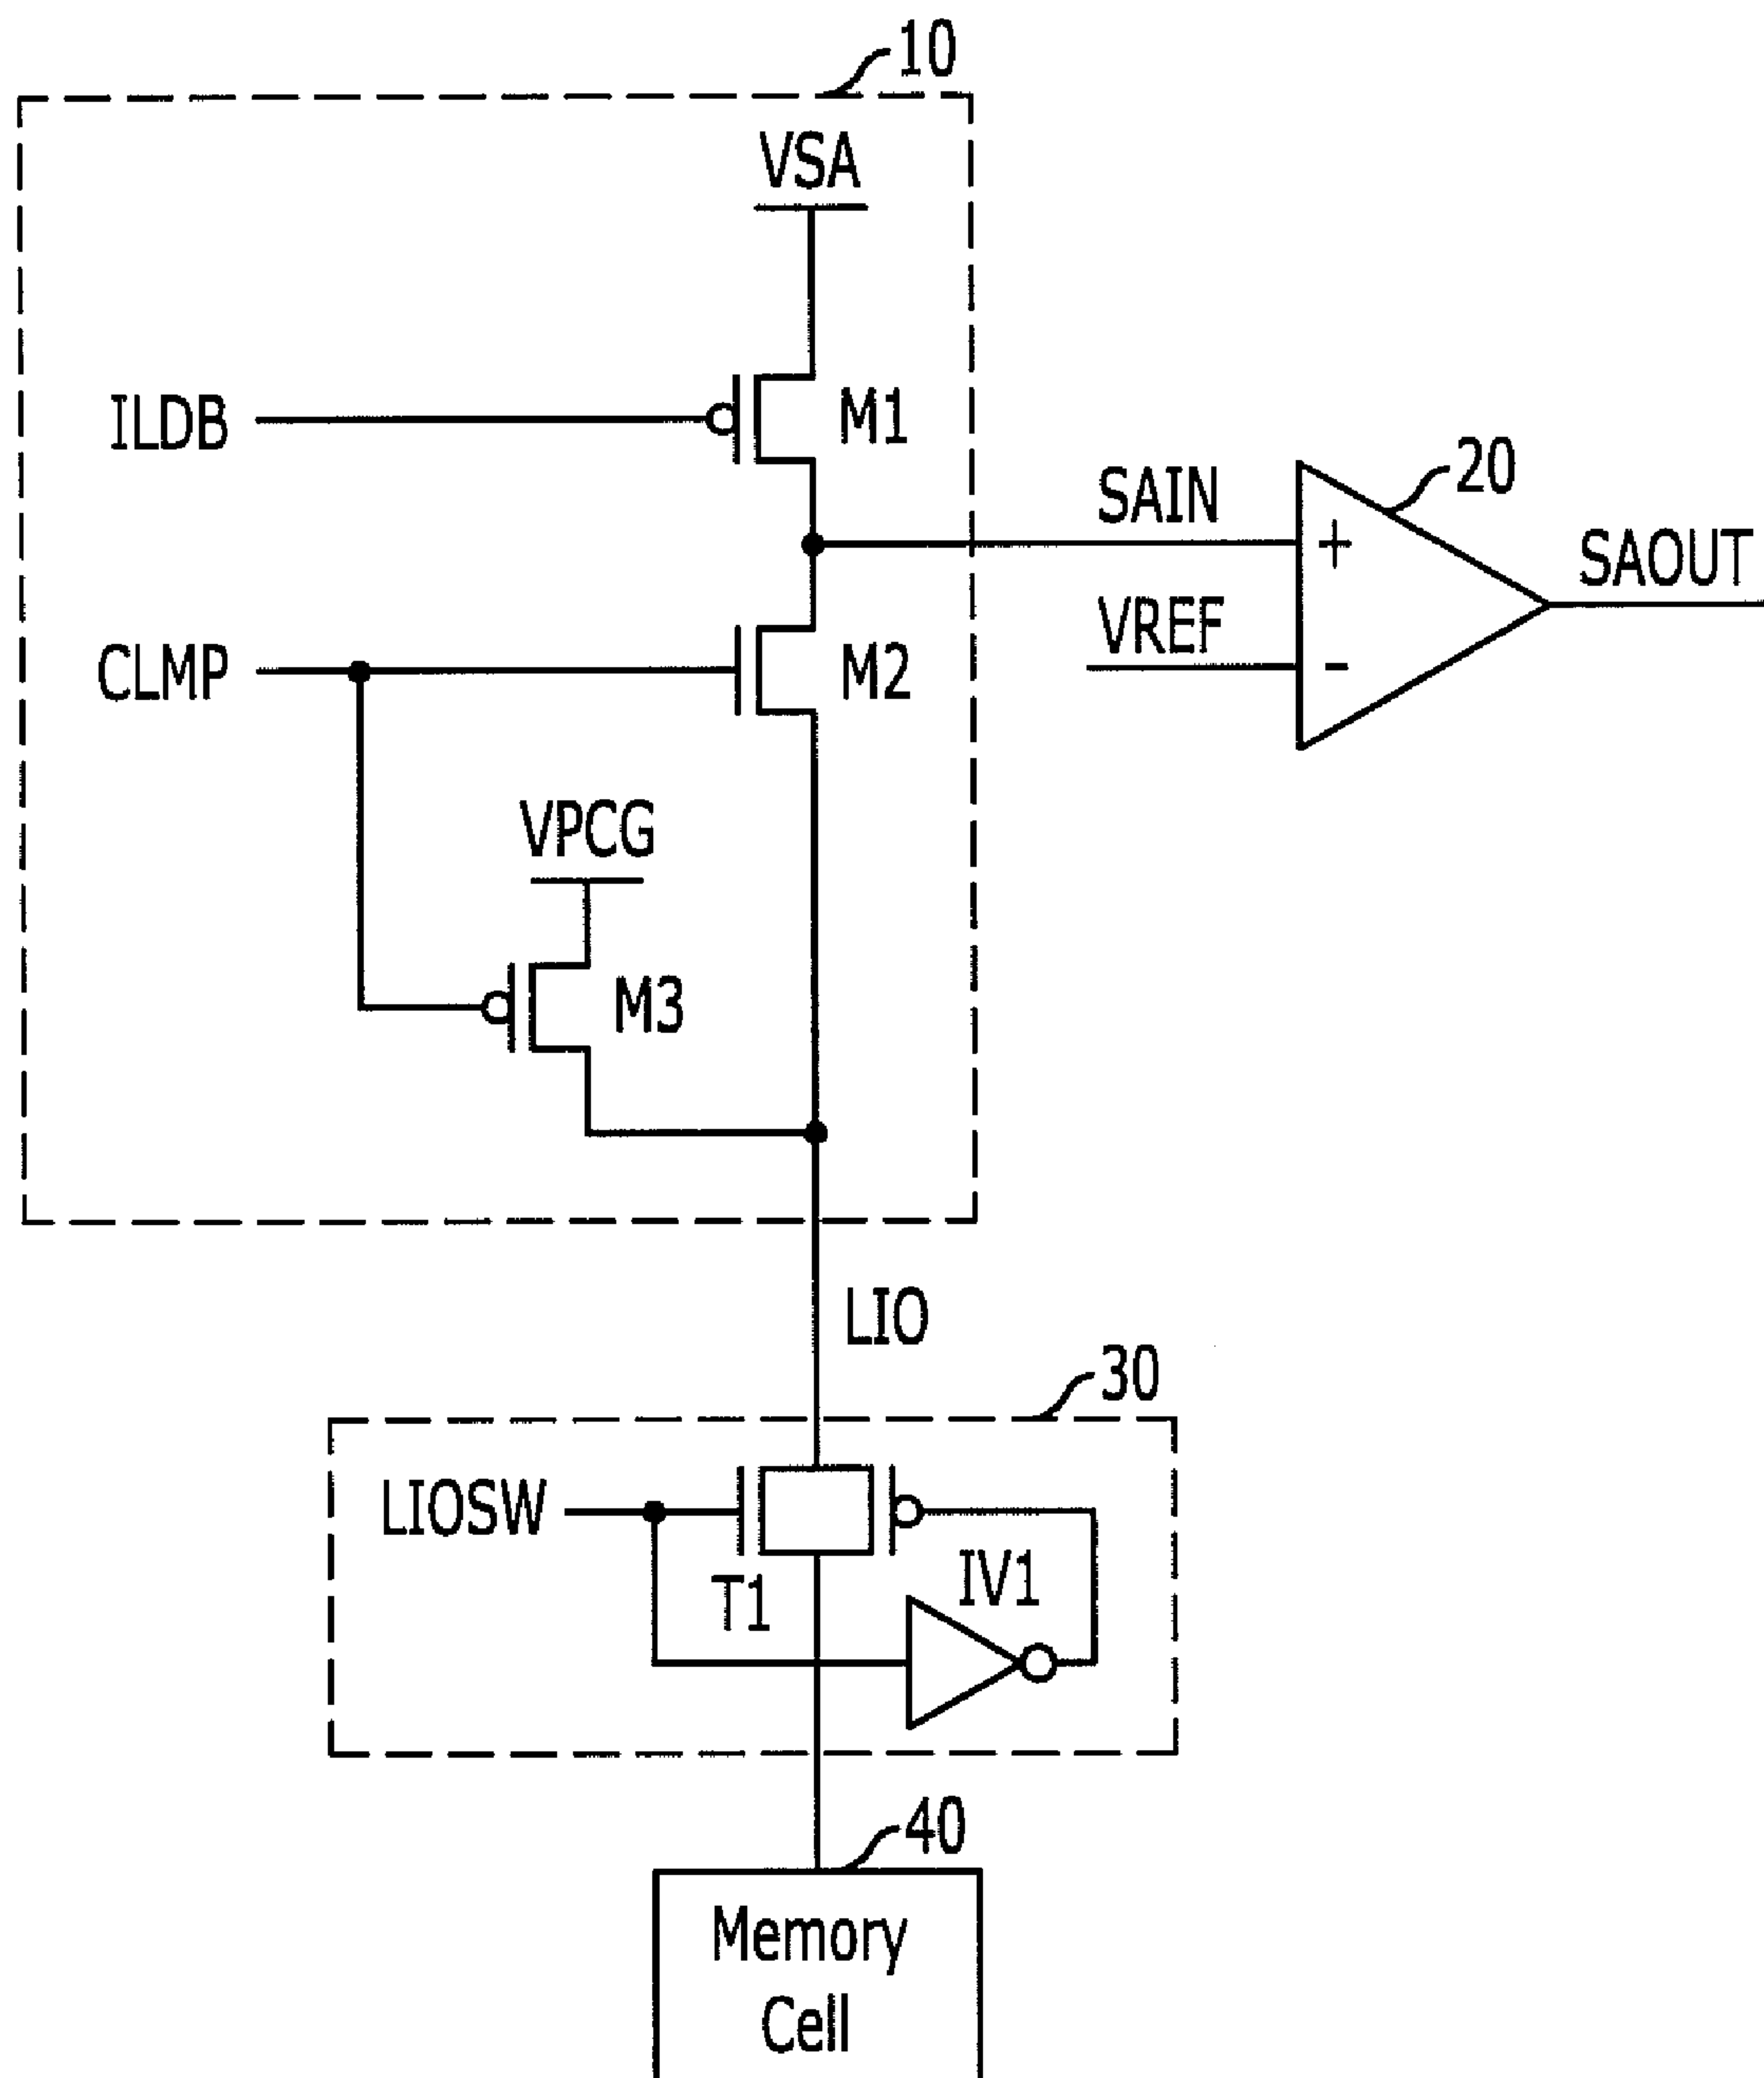 10
VSA
ILDB
M1
SAIN
20
+
SAOUT
CLMP
M2
VREF
-
VPCG
M3
LIO
30
LIOSW
T1
IV1
40
Memory
Cell